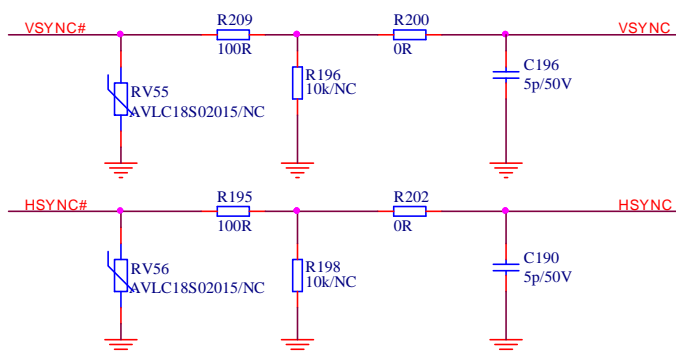 VSYNC#
R209
100R
R200
0R
VSYNC
RV55
AVLC18S02015/NC
R196
10k/NC
C196
5p/50V
HSYNC#
R195
100R
R202
0R
HSYNC
RV56
AVLC18S02015/NC
R198
10k/NC
C190
5p/50V